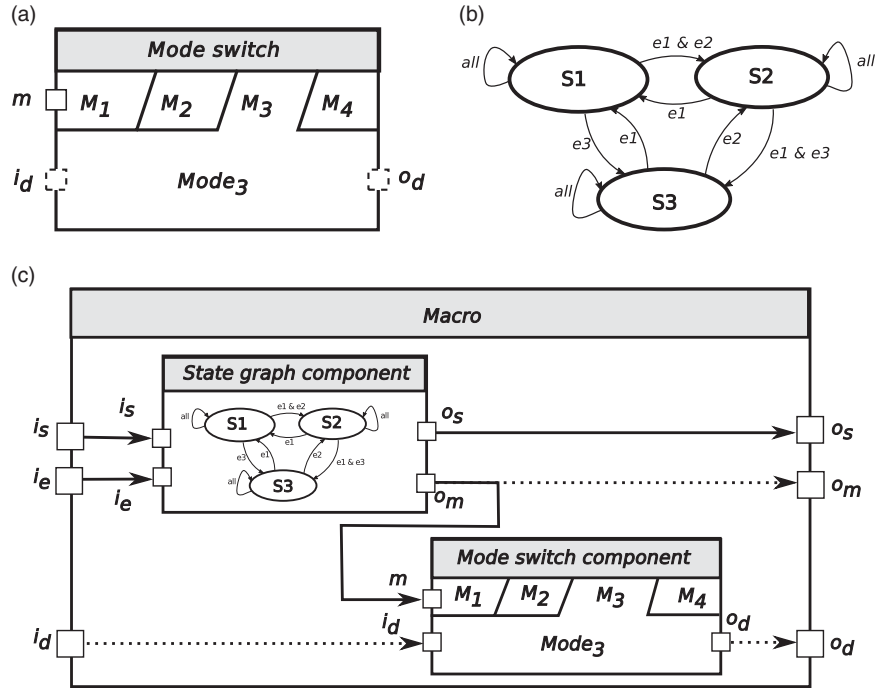 (a)
Mode switch
m
M1 M2 M3 M4
id
Mode3
od
(b)
all
S1
e1 & e2
S2
all
e1
e3
e1
e2
e1 & e3
all
S3
(c)
Macro
State graph component
all
S1
e1 & e2
S2
all
e1
e3
e1
e2
e1 & e3
all
S3
is
is
os
os
ie
ie
om
om
Mode switch component
m
M1 M2 M3 M4
id
id
Mode3
od
od